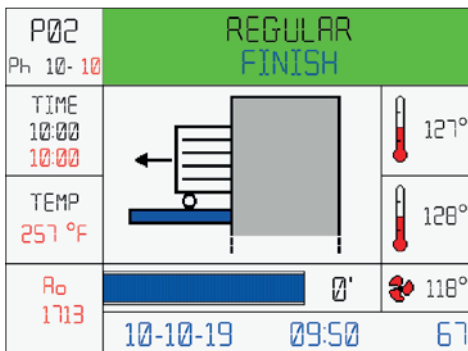 P02
Ph 10-10
REGULAR
FINISH
TIME
10:00
10:00
127°
TEMP
257 °F
128°
Ao
1713
0'
118°
10-10-19 09:50 67